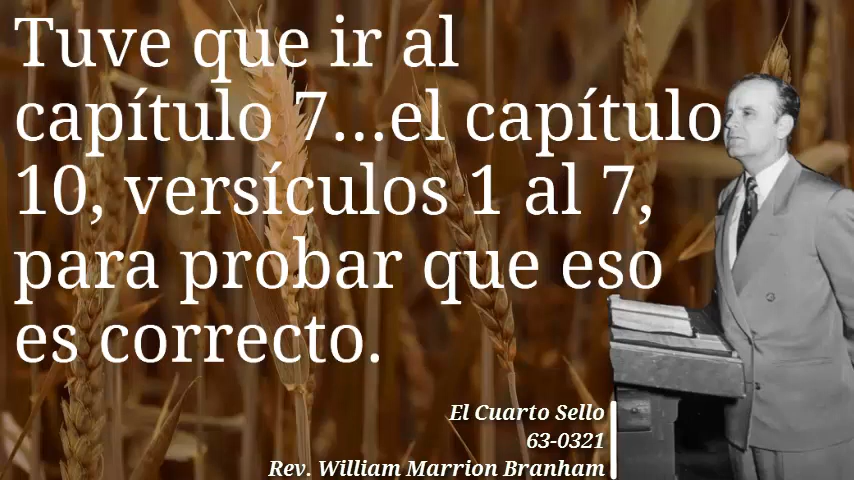 Tuve que ir al
capítulo 7...el capítulo
10, versículos 1 al 7,
para probar que eso
es correcto.
El Cuarto Sello
63-0321
Rev. William Marrion Branham